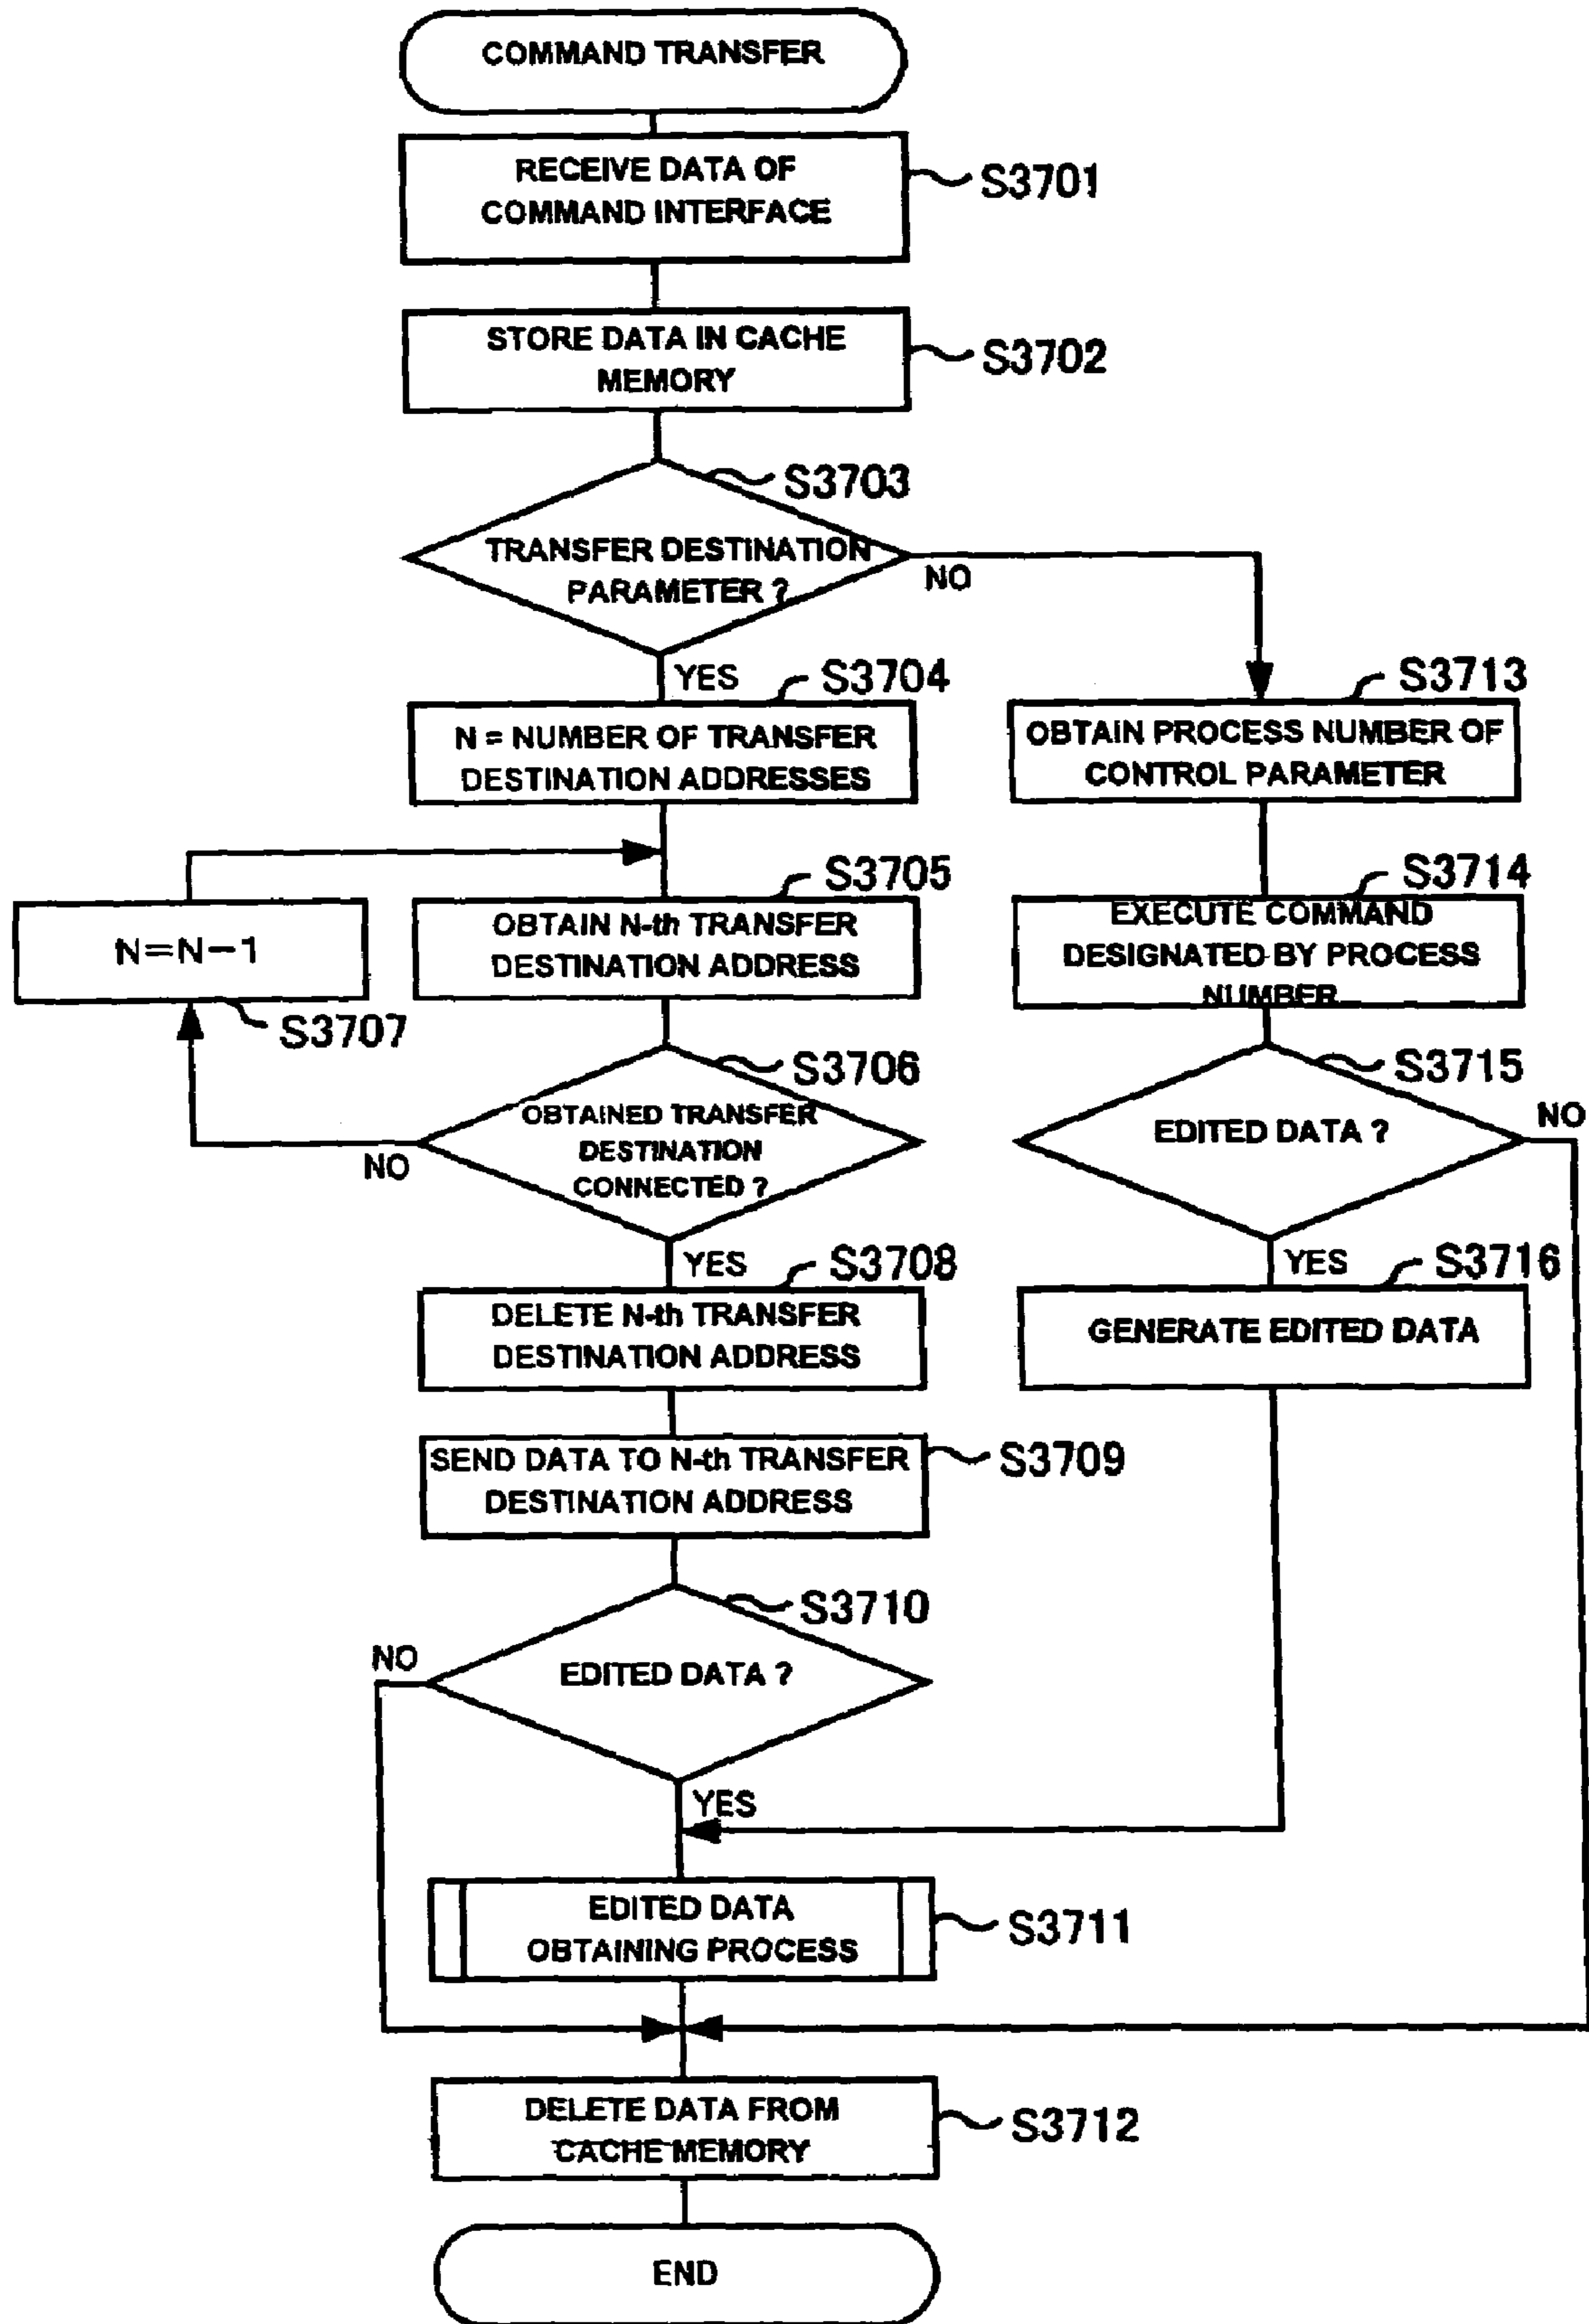 COMMAND TRANSFER
RECEIVE DATA OF
COMMAND INTERFACE
S3701
STORE DATA IN CACHE
MEMORY
S3702
S3703
TRANSFER DESTINATION
PARAMETER ?
NO
YES
S3704
N = NUMBER OF TRANSFER
DESTINATION ADDRESSES
S3705
OBTAIN N-th TRANSFER
DESTINATION ADDRESS
N=N-1
S3707
S3706
OBTAINED TRANSFER
DESTINATION
CONNECTED ?
NO
YES
S3708
DELETE N-th TRANSFER
DESTINATION ADDRESS
SEND DATA TO N-th TRANSFER
DESTINATION ADDRESS
S3709
S3710
EDITED DATA ?
NO
YES
EDITED DATA
OBTAINING PROCESS
S3711
DELETE DATA FROM
CACHE MEMORY
S3712
END
S3713
OBTAIN PROCESS NUMBER OF
CONTROL PARAMETER
S3714
EXECUTE COMMAND
DESIGNATED BY PROCESS
NUMBER
S3715
EDITED DATA ?
NO
YES
S3716
GENERATE EDITED DATA